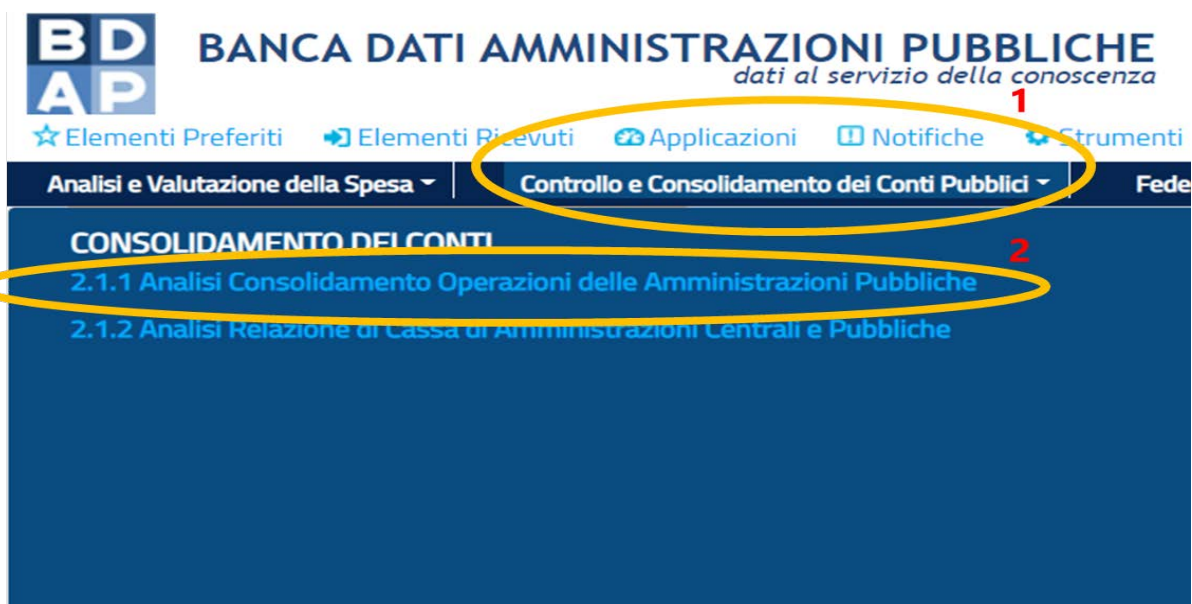 BD
AP
BANCA DATI AMMINISTRAZIONI PUBBLICHE
dati al servizio della conoscenza
1
Elementi Preferiti Elementi Ricevuti Applicazioni Notifiche Strumenti
Analisi e Valutazione della Spesa Controllo e Consolidamento dei Conti Pubblici Fede
CONSOLIDAMENTO DEI CONTI
2
2.1.1 Analisi Consolidamento Operazioni delle Amministrazioni Pubbliche
2.1.2 Analisi Relazione di Cassa di Amministrazioni Centrali e Pubbliche